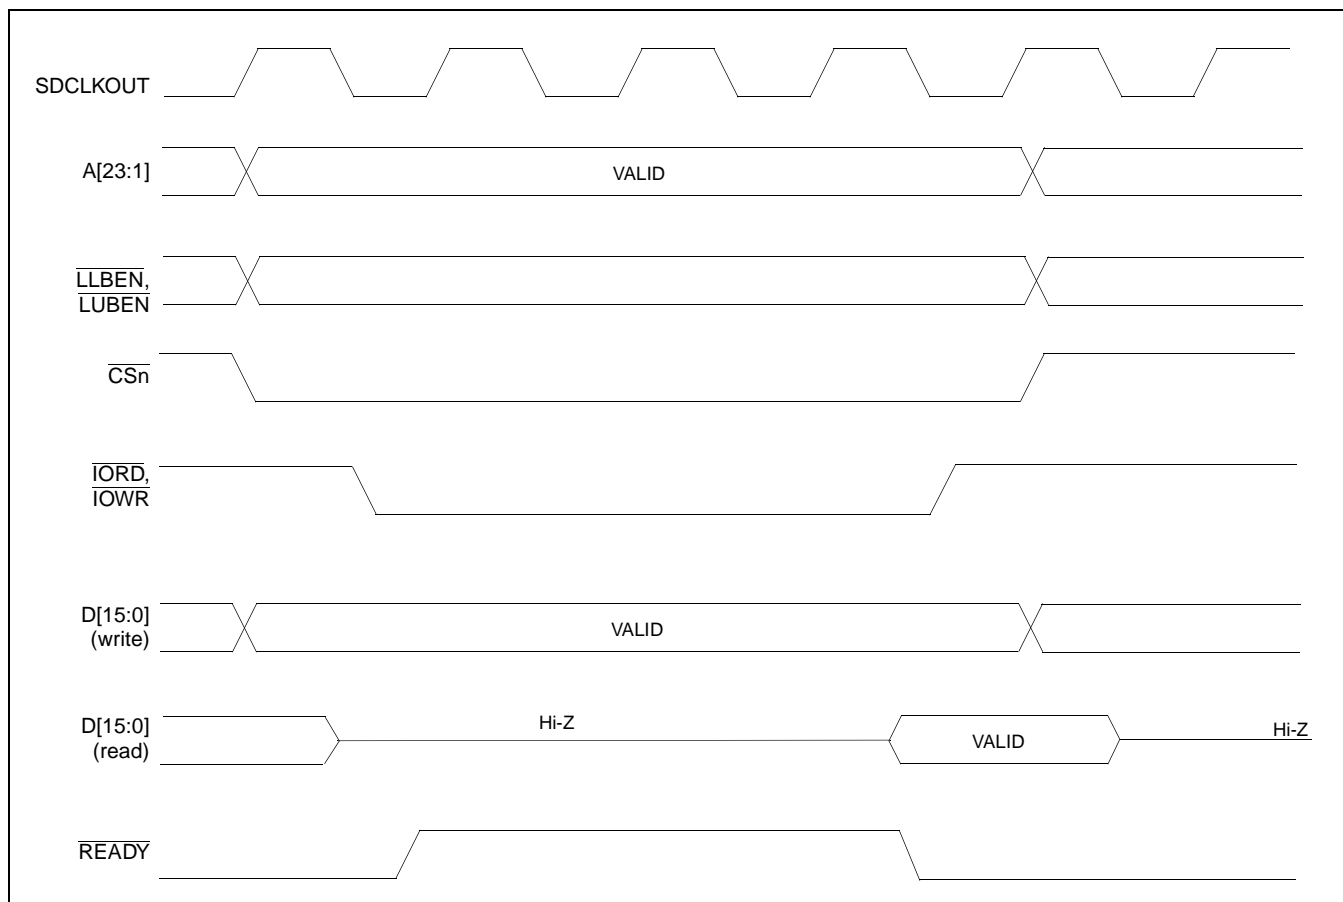 SDCLKOUT
A[23:1]
VALID
LLBEN,
LUBEN
CSn
IORD,
IOWR
D[15:0]
(write)
VALID
D[15:0]
(read)
Hi-Z
VALID
Hi-Z
READY